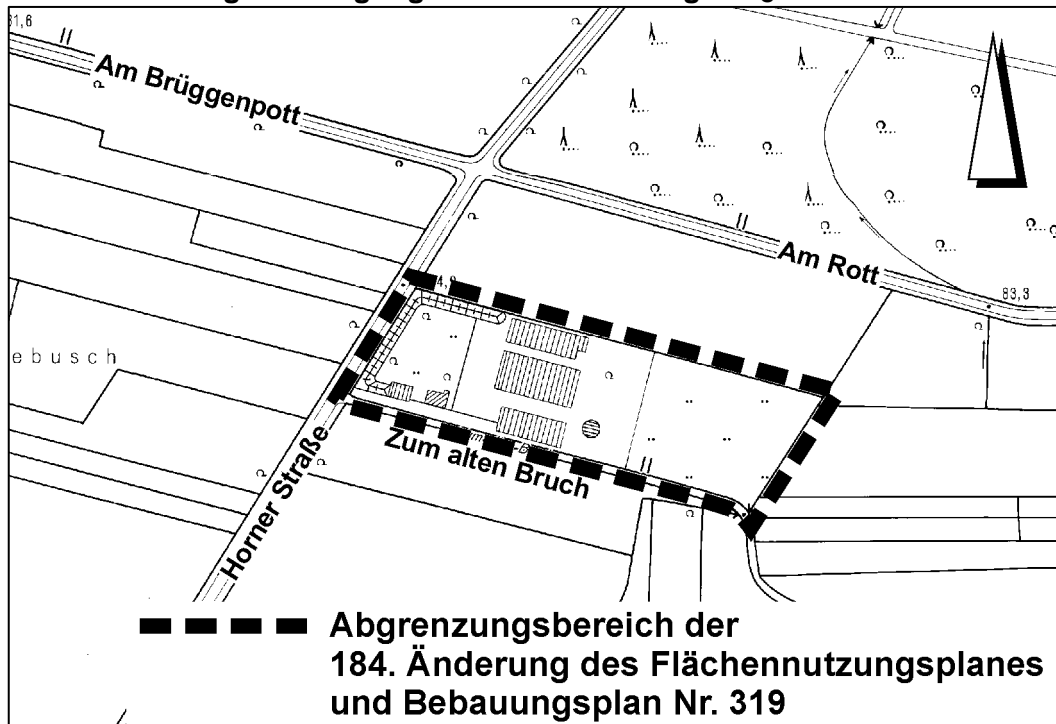 Am Brüggenpott
Am Rott
83,3
ebusch
Zum alten Bruch
Horner Straße
Abgrenzungsbereich der
184. Änderung des Flächennutzungsplanes
und Bebauungsplan Nr. 319